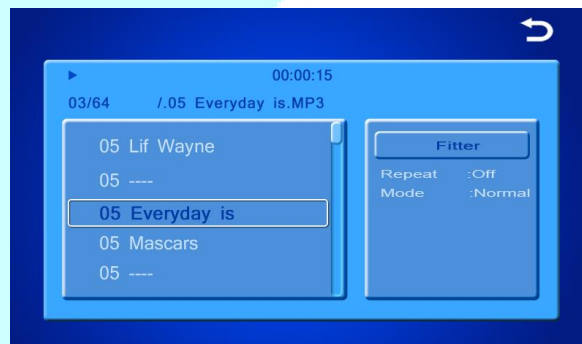 00:00:15
03/64 /.05 Everyday is.MP3
05 Lif Wayne
05 ----
05 Everyday is
05 Mascars
05 ----
Fitter
Repeat :Off
Mode :Normal